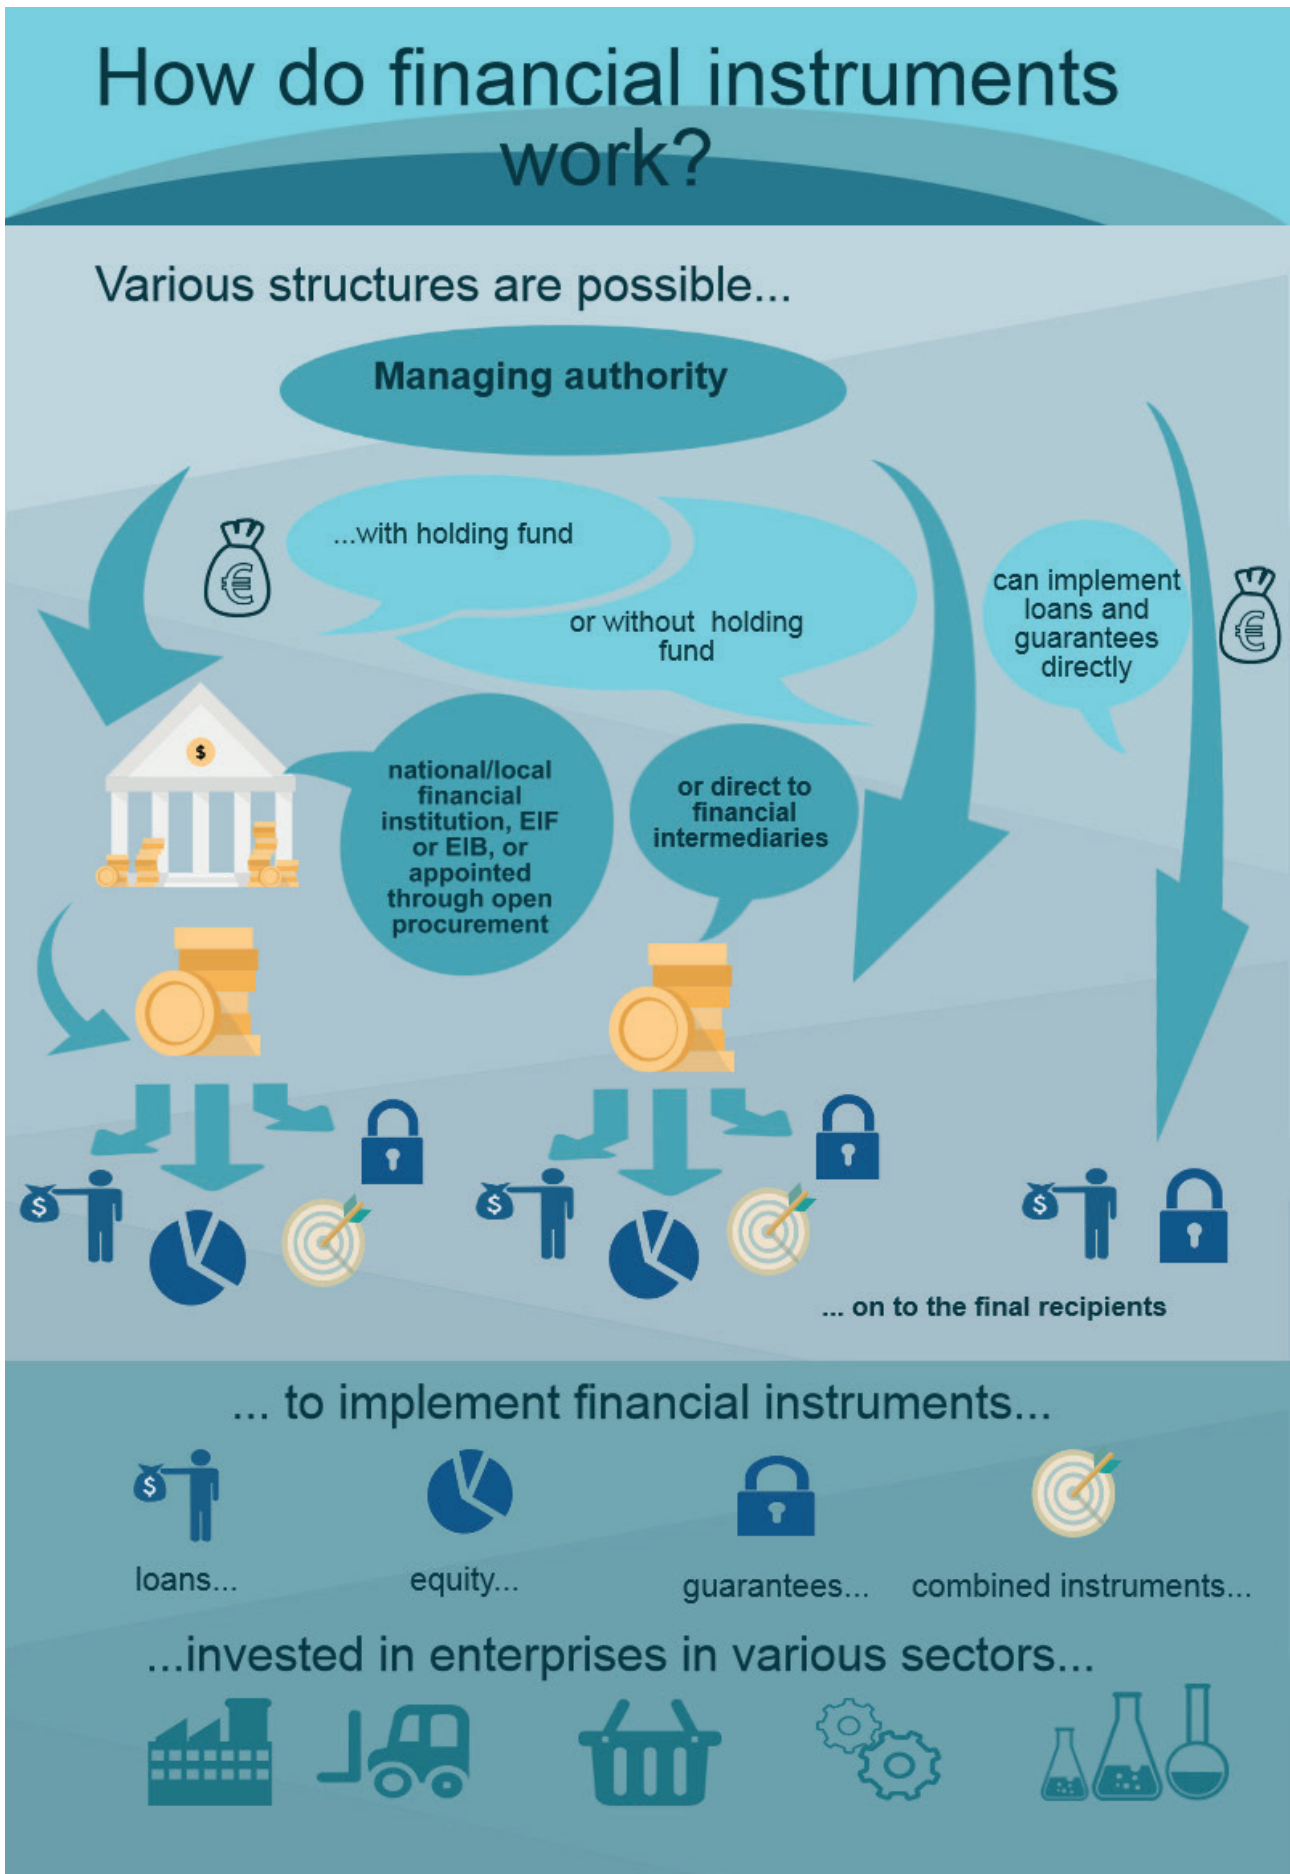 How do financial instruments
work?
Various structures are possible...
Managing authority
...with holding fund
or without holding
fund
can implement
loans and
guarantees
directly
€
€
$
national/local
financial
institution, EIF
or EIB, or
appointed
through open
procurement
or direct to
financial
intermediaries
$
$
$
... on to the final recipients
... to implement financial instruments...
$
loans...
equity...
guarantees...
combined instruments...
...invested in enterprises in various sectors...